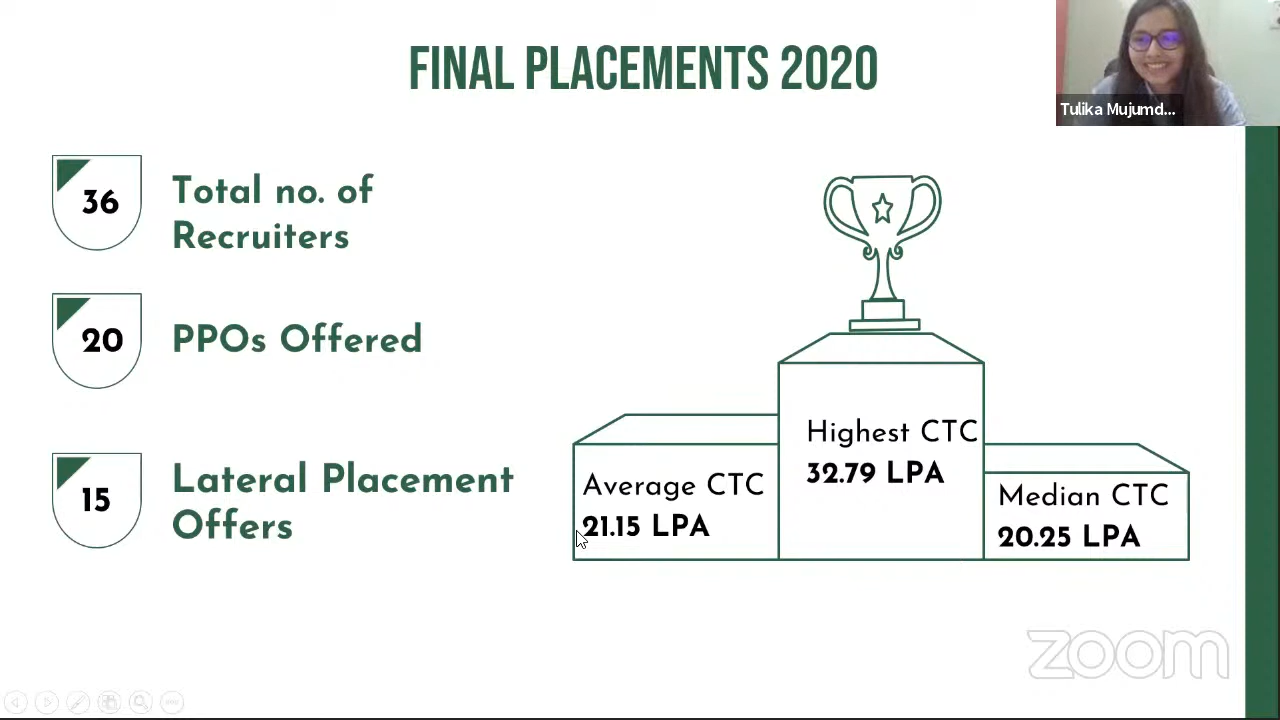 FINAL PLACEMENTS 2020
Tulika Mujumd...
36
Total no. of
Recruiters
20
PPOs Offered
15
Lateral Placement
Offers
Highest CTC
32.79 LPA
Average CTC
21.15 LPA
Median CTC
20.25 LPA
zoom